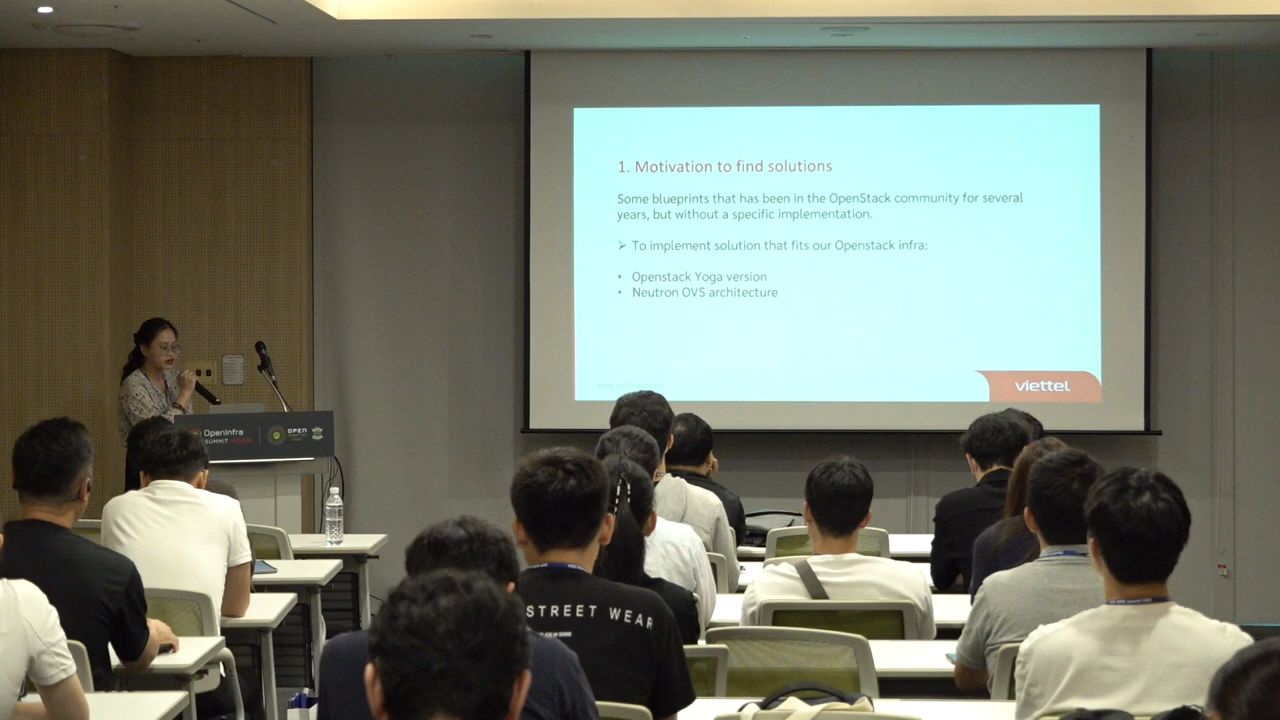 1. Motivation to find solutions
Some blueprints that has been in the OpenStack community for several
years, but without a specific implementation.
➢ To implement solution that fits our Openstack infra:
• Openstack Yoga version
• Neutron OVS architecture
viettel
OpenInfra
SUMMIT
OPEN
STREET WEAR